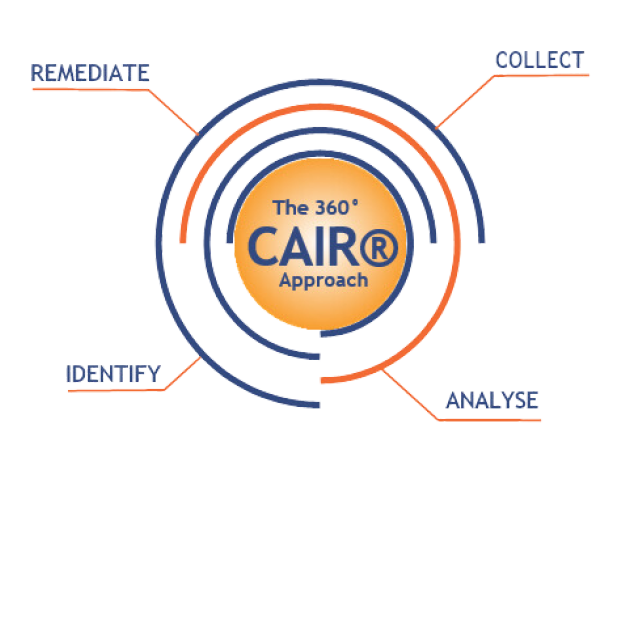 COLLECT
REMEDIATE
The 360°
CAIR®
Approach
IDENTIFY
ANALYSE